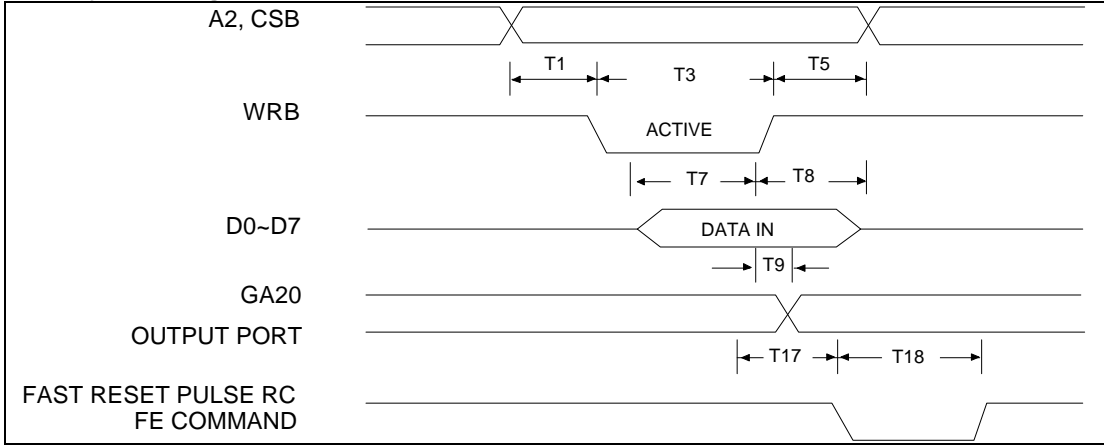 A2, CSB
T1
T3
T5
WRB
ACTIVE
T7
T8
D0~D7
DATA IN
T9
GA20
OUTPUT PORT
T17
T18
FAST RESET PULSE RC
FE COMMAND